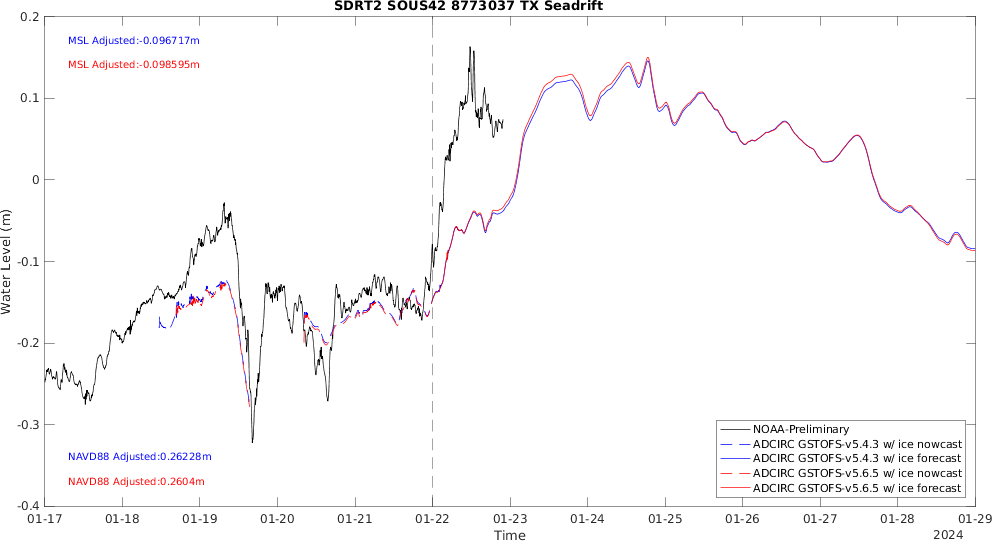 SDRT2 SOUS42 8773037 TX Seadrift
0.2
0.1
0
-0.1
-0.2
-0.3
-0.4
Water Level (m)
MSL Adjusted:-0.096717m
MSL Adjusted:-0.098595m
NAVD88 Adjusted:0.26228m
NAVD88 Adjusted:0.2604m
NOAA-Preliminary
ADCIRC GSTOFS-v5.4.3 w/ ice nowcast
ADCIRC GSTOFS-v5.4.3 w/ ice forecast
ADCIRC GSTOFS-v5.6.5 w/ ice nowcast
ADCIRC GSTOFS-v5.6.5 w/ ice forecast
01-17 01-18 01-19 01-20 01-21 01-22 01-23 01-24 01-25 01-26 01-27 01-28 01-29
Time
2024